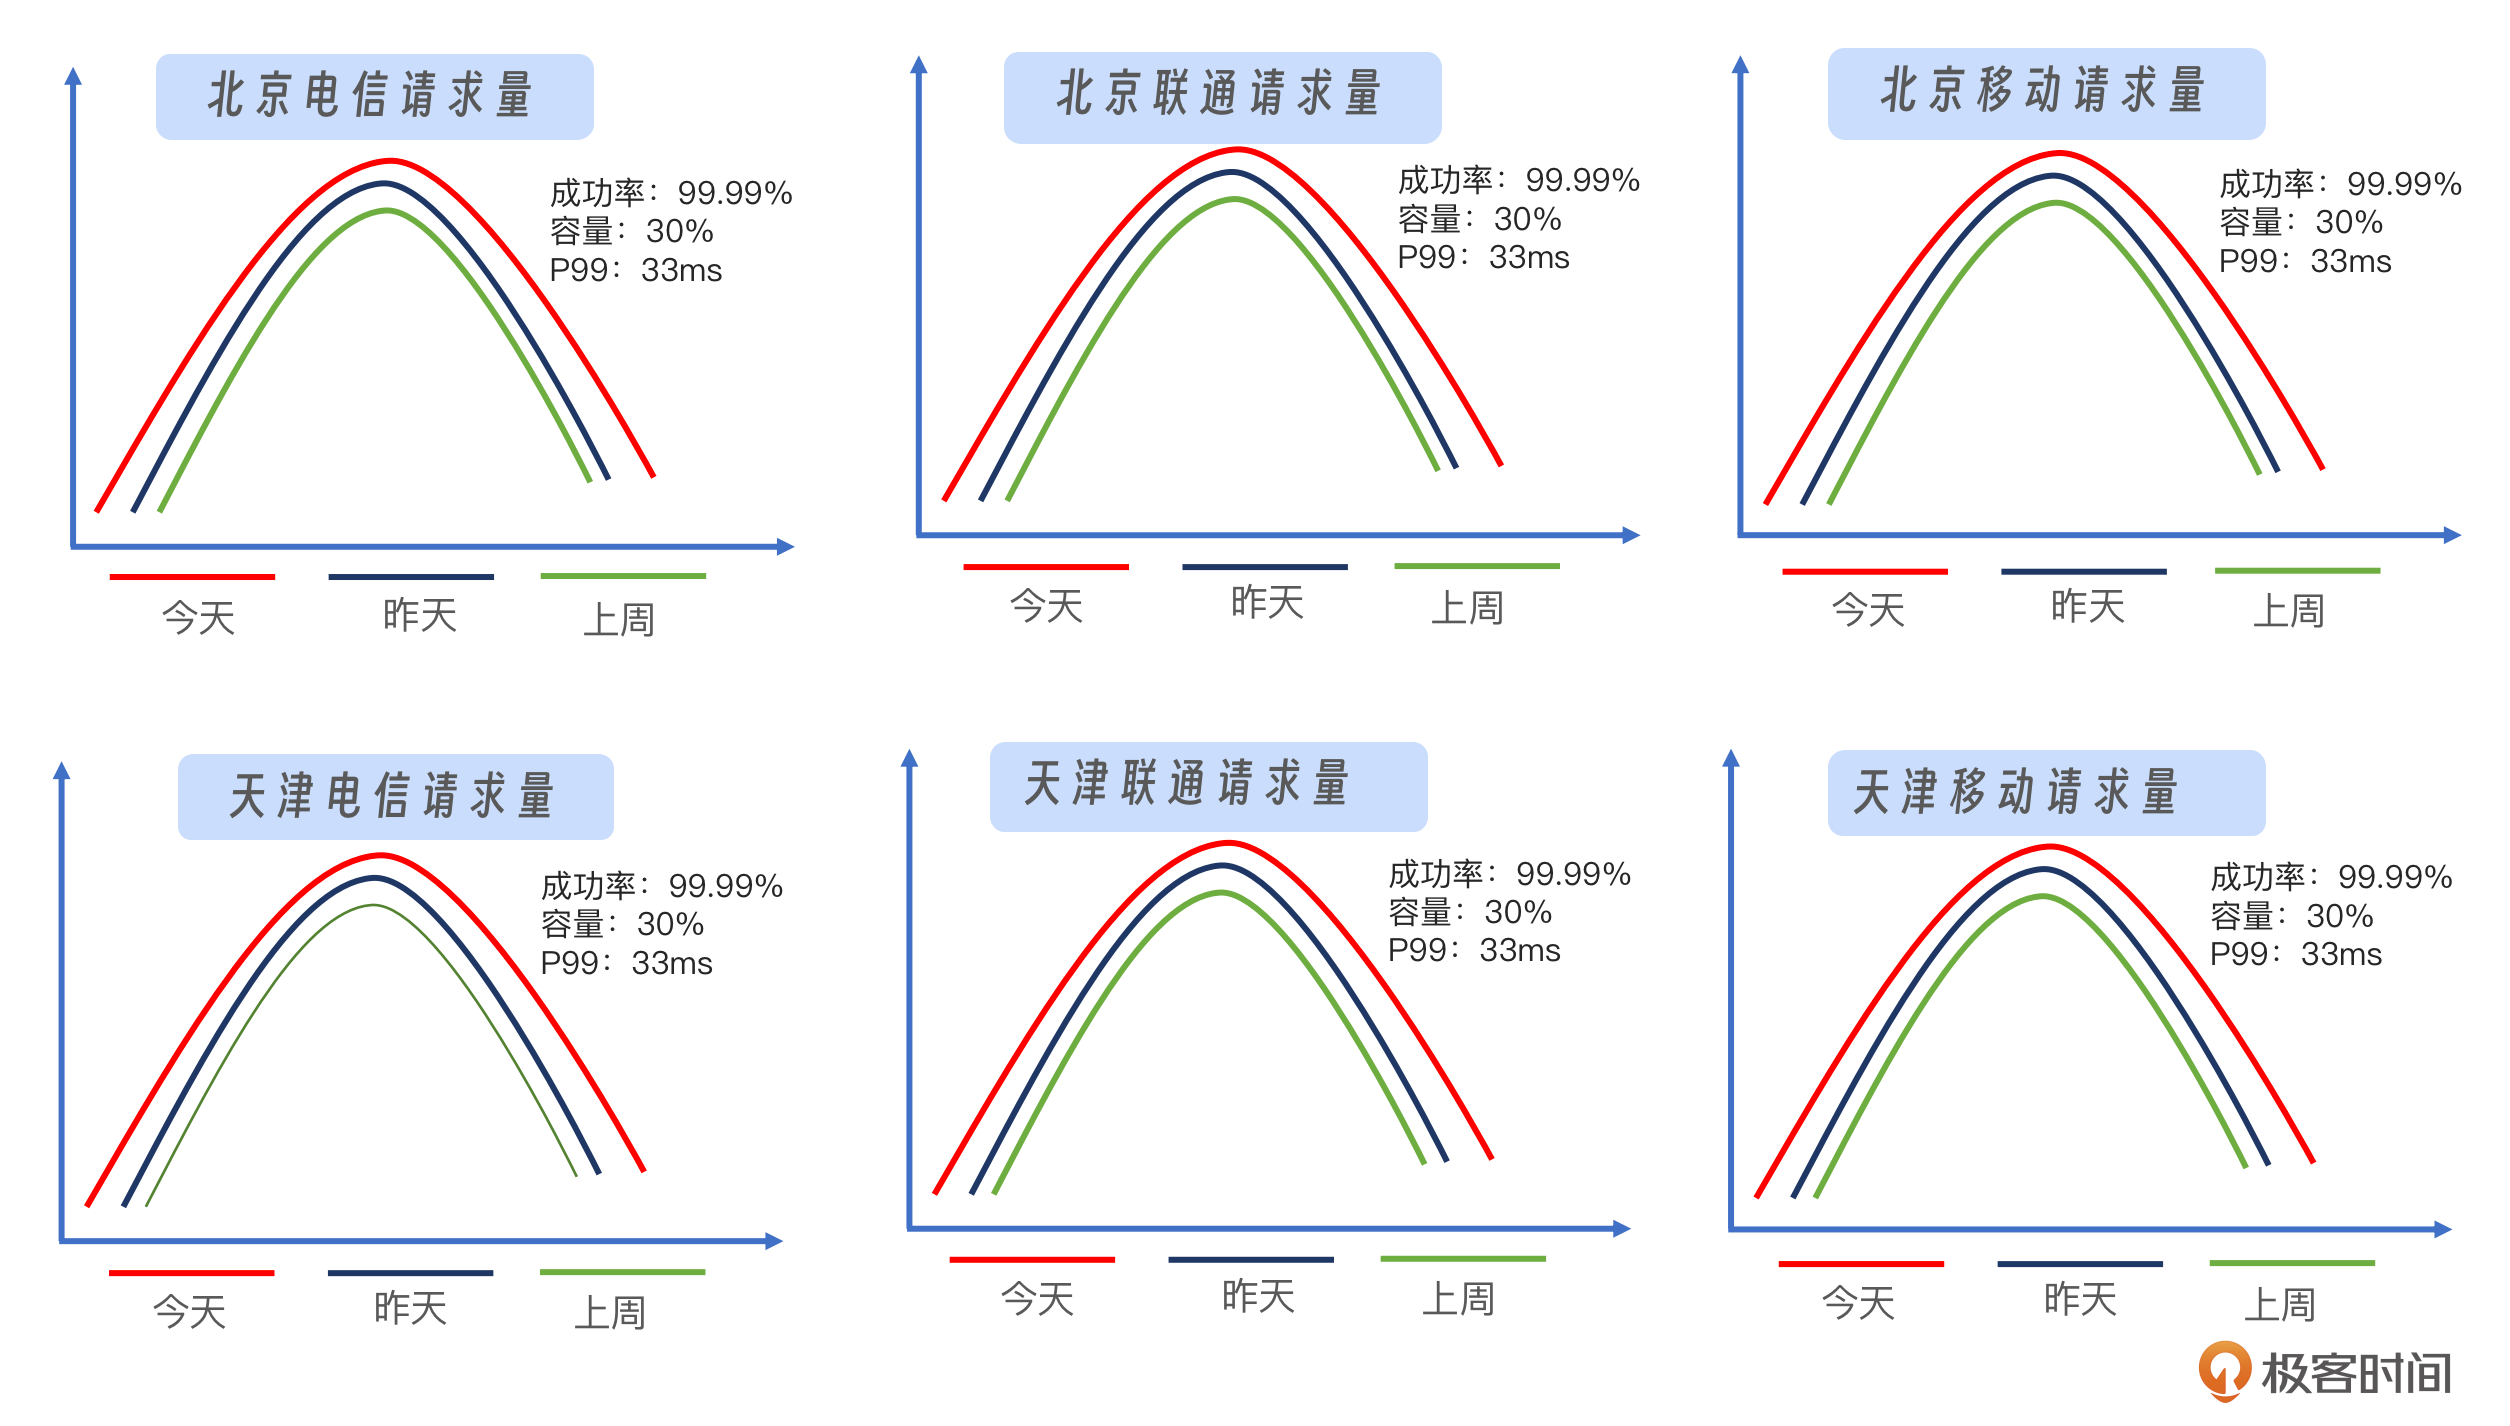 北京电信请求量
成功率：99.99%
容量：30%
P99：33ms
今天
昨天
上周
北京联通请求量
成功率：99.99%
容量：30%
P99：33ms
今天
昨天
上周
北京移动请求量
成功率：99.99%
容量：30%
P99：33ms
今天
昨天
上周
天津电信请求量
成功率：99.99%
容量：30%
P99：33ms
今天
昨天
上周
天津联通请求量
成功率：99.99%
容量：30%
P99：33ms
今天
昨天
上周
天津移动请求量
成功率：99.99%
容量：30%
P99：33ms
今天
昨天
上周
极客时间